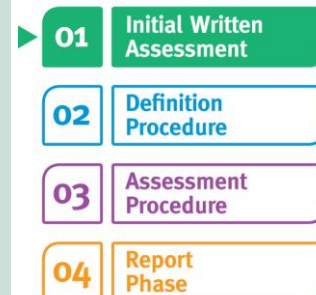 01 Initial Written
Assessment
02 Definition
Procedure
03 Assessment
Procedure
04 Report
Phase